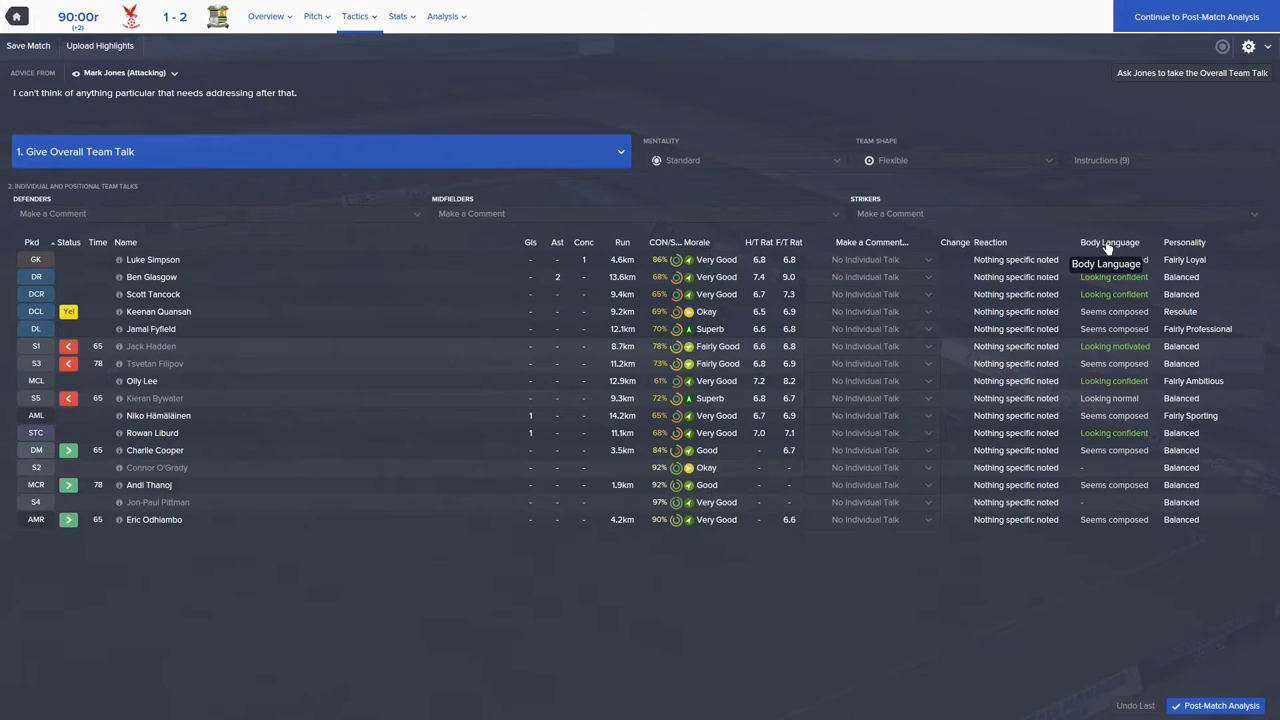 90:00r
(+2)
1 - 2
Overview
Pitch
Tactics
Stats
Analysis
Continue to Post-Match Analysis
Save Match
Upload Highlights
ADVICE FROM
Mark Jones (Attacking)
Ask Jones to take the Overall Team Talk
I can't think of anything particular that needs addressing after that.
1. Give Overall Team Talk
MENTALITY
Standard
TEAM SHAPE
Flexible
Instructions (9)
2. INDIVIDUAL AND POSITIONAL TEAM TALKS
DEFENDERS
MIDFIELDERS
STRIKERS
Make a Comment
Make a Comment
Make a Comment
Pkd Status Time Name Gls Ast Conc Run CON/S... Morale H/T Rat F/T Rat Make a Comment... Change Reaction Body Language Personality
GK Luke Simpson - - 1 4.6km 86% Very Good 6.8 6.8 No Individual Talk Nothing specific noted Fairly Loyal
Body Language
DR Ben Glasgow - 2 - 13.6km 68% Very Good 7.4 9.0 No Individual Talk Nothing specific noted Looking confident Balanced
DCR Scott Tancock - - - 9.4km 65% Very Good 6.7 7.3 No Individual Talk Nothing specific noted Looking confident Balanced
DCL Yel Keenan Quansah - - - 9.2km 69% Okay 6.5 6.9 No Individual Talk Nothing specific noted Seems composed Resolute
DL Jamal Fyfield - - - 12.1km 70% Superb 6.6 6.8 No Individual Talk Nothing specific noted Seems composed Fairly Professional
S1 65 Jack Hadden - - - 8.7km 78% Fairly Good 6.6 6.8 No Individual Talk Nothing specific noted Looking motivated Balanced
S3 78 Tsvetan Filipov - - - 11.2km 73% Fairly Good 6.8 6.9 No Individual Talk Nothing specific noted Seems composed Balanced
MCL Olly Lee - - - 12.9km 61% Very Good 7.2 8.2 No Individual Talk Nothing specific noted Looking confident Fairly Ambitious
S5 65 Kieran Bywater - - - 9.3km 72% Superb 6.8 6.7 No Individual Talk Nothing specific noted Looking normal Balanced
AML Niko Hämäläinen 1 - - 14.2km 65% Very Good 6.7 6.9 No Individual Talk Nothing specific noted Seems composed Fairly Sporting
STC Rowan Liburd 1 - - 11.1km 68% Very Good 7.0 7.1 No Individual Talk Nothing specific noted Looking confident Balanced
DM 65 Charlie Cooper - - - 3.5km 84% Good - 6.7 No Individual Talk Nothing specific noted Seems composed Balanced
S2 Connor O'Grady - - - 92% Okay - - No Individual Talk Nothing specific noted - Balanced
MCR 78 Andi Thanoj - - - 1.9km 92% Good - - No Individual Talk Nothing specific noted Seems composed Balanced
S4 Jon-Paul Pittman - - - 97% Very Good - - No Individual Talk Nothing specific noted - Balanced
AMR 65 Eric Odhiambo - - - 4.2km 90% Very Good - 6.6 No Individual Talk Nothing specific noted Seems composed Balanced
Undo Last
Post-Match Analysis